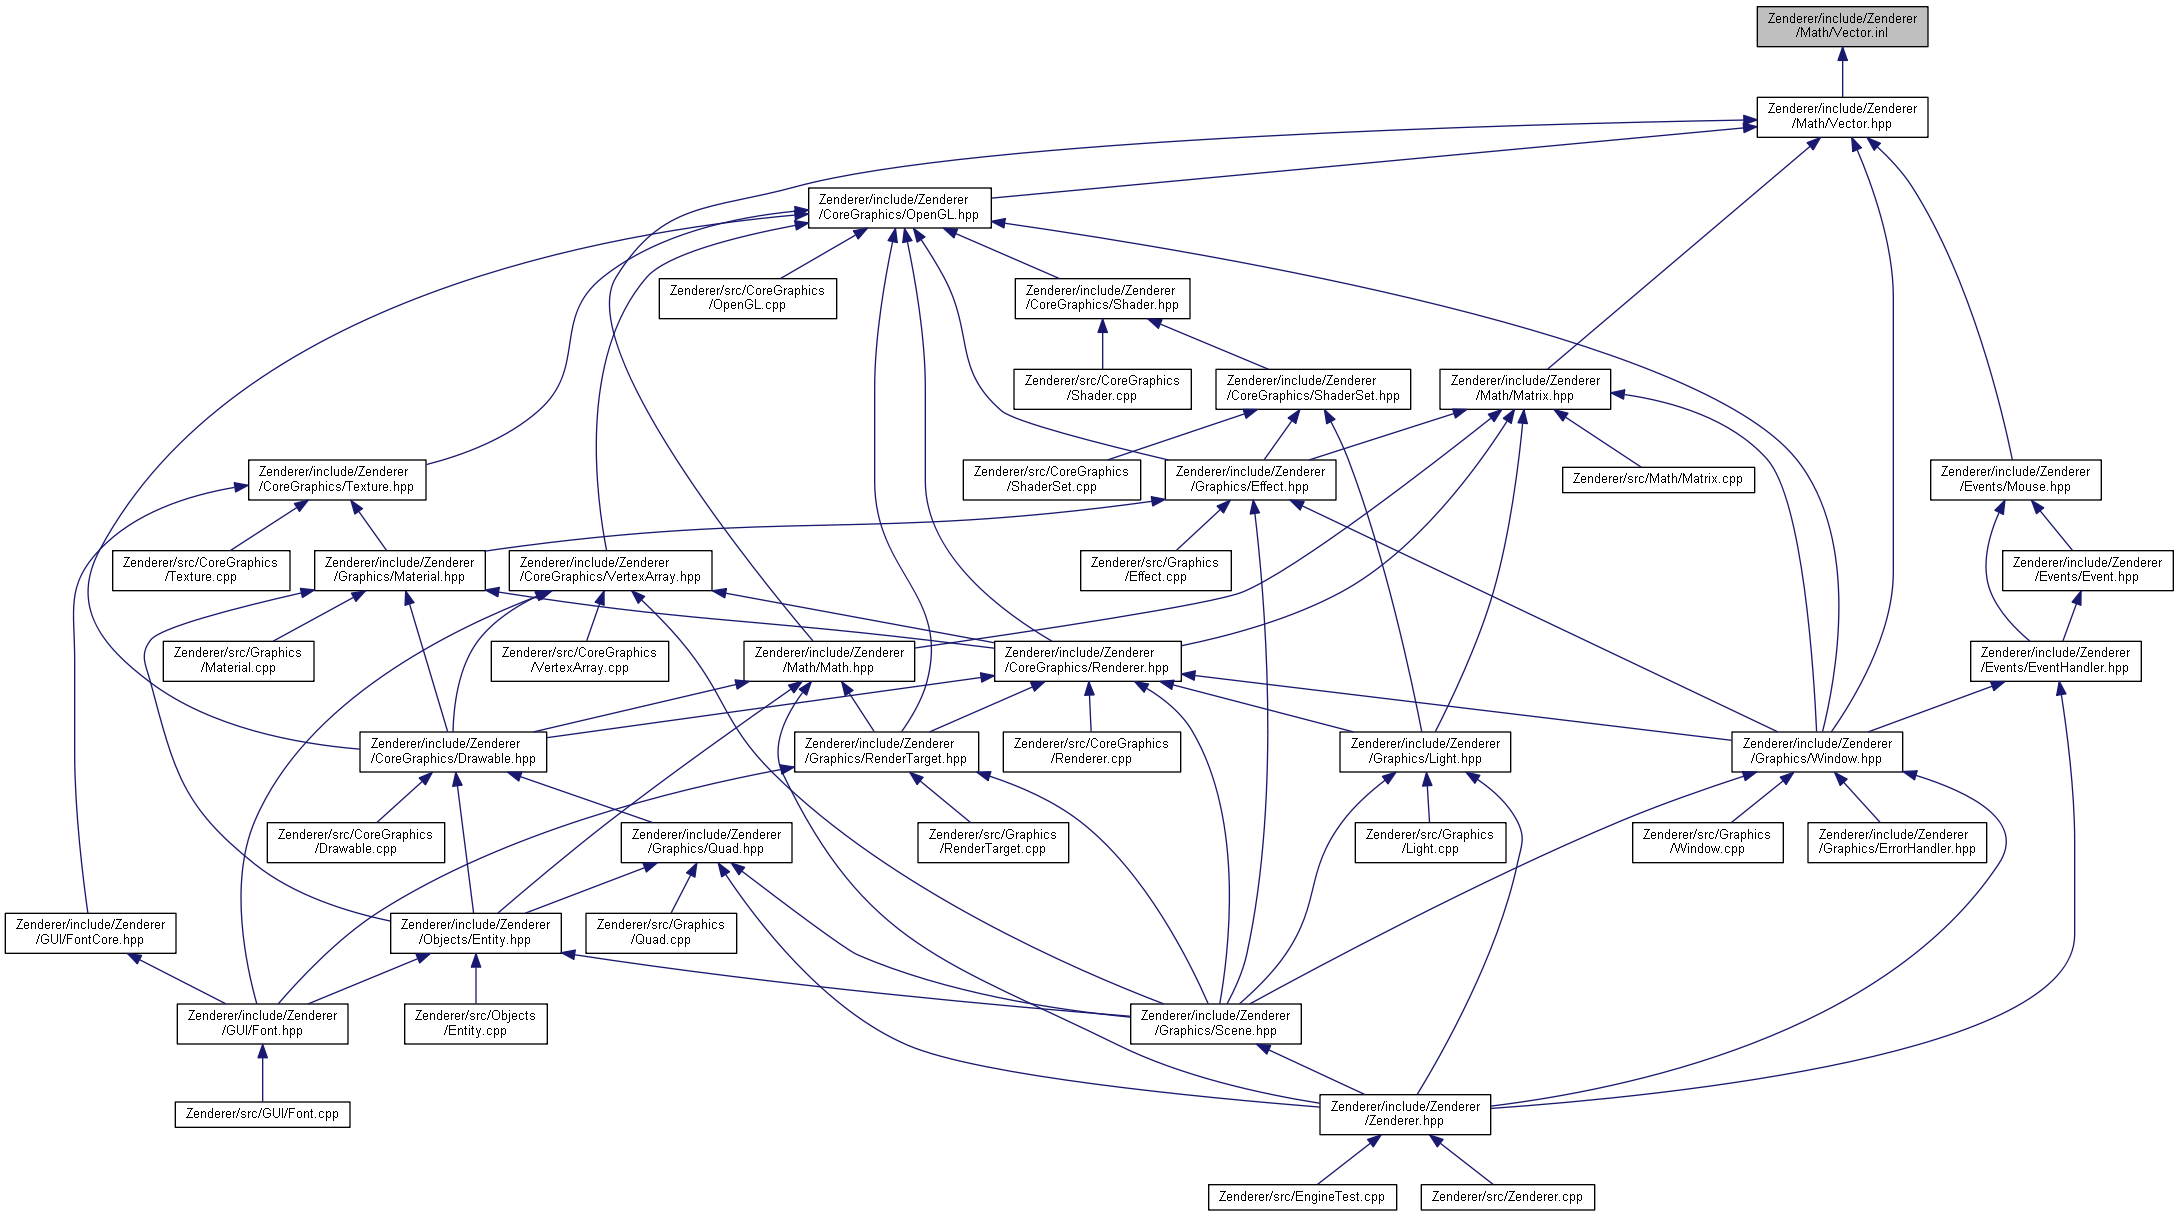 Zenderer/include/Zenderer
/Math/Vector.inl
Zenderer/include/Zenderer
/Math/Vector.hpp
Zenderer/include/Zenderer
/CoreGraphics/OpenGL.hpp
Zenderer/src/CoreGraphics
/OpenGL.cpp
Zenderer/include/Zenderer
/CoreGraphics/Shader.hpp
Zenderer/src/CoreGraphics
/Shader.cpp
Zenderer/include/Zenderer
/CoreGraphics/ShaderSet.hpp
Zenderer/include/Zenderer
/Math/Matrix.hpp
Zenderer/include/Zenderer
/CoreGraphics/Texture.hpp
Zenderer/src/CoreGraphics
/ShaderSet.cpp
Zenderer/include/Zenderer
/Graphics/Effect.hpp
Zenderer/src/Math/Matrix.cpp
Zenderer/include/Zenderer
/Events/Mouse.hpp
Zenderer/src/CoreGraphics
/Texture.cpp
Zenderer/include/Zenderer
/Graphics/Material.hpp
Zenderer/include/Zenderer
/CoreGraphics/VertexArray.hpp
Zenderer/src/Graphics
/Effect.cpp
Zenderer/include/Zenderer
/Events/Event.hpp
Zenderer/src/Graphics
/Material.cpp
Zenderer/src/CoreGraphics
/VertexArray.cpp
Zenderer/include/Zenderer
/Math/Math.hpp
Zenderer/include/Zenderer
/CoreGraphics/Renderer.hpp
Zenderer/include/Zenderer
/Events/EventHandler.hpp
Zenderer/include/Zenderer
/CoreGraphics/Drawable.hpp
Zenderer/include/Zenderer
/Graphics/RenderTarget.hpp
Zenderer/src/CoreGraphics
/Renderer.cpp
Zenderer/include/Zenderer
/Graphics/Light.hpp
Zenderer/include/Zenderer
/Graphics/Window.hpp
Zenderer/src/CoreGraphics
/Drawable.cpp
Zenderer/include/Zenderer
/Graphics/Quad.hpp
Zenderer/src/Graphics
/RenderTarget.cpp
Zenderer/src/Graphics
/Light.cpp
Zenderer/src/Graphics
/Window.cpp
Zenderer/include/Zenderer
/Graphics/ErrorHandler.hpp
Zenderer/include/Zenderer
/GUI/FontCore.hpp
Zenderer/include/Zenderer
/Objects/Entity.hpp
Zenderer/src/Graphics
/Quad.cpp
Zenderer/include/Zenderer
/GUI/Font.hpp
Zenderer/src/Objects
/Entity.cpp
Zenderer/include/Zenderer
/Graphics/Scene.hpp
Zenderer/src/GUI/Font.cpp
Zenderer/include/Zenderer
/Zenderer.hpp
Zenderer/src/EngineTest.cpp
Zenderer/src/Zenderer.cpp